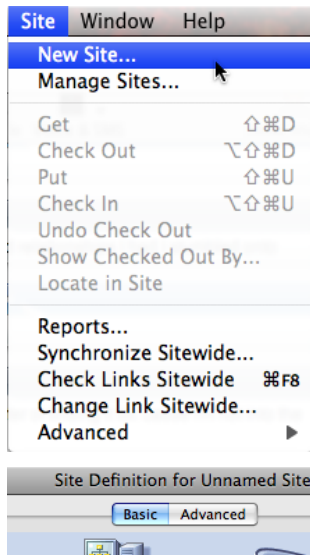 Site Window Help
New Site...
Manage Sites...
Get ⇧⌘D
Check Out ⌥⇧⌘D
Put ⇧⌘U
Check In ⌥⇧⌘U
Undo Check Out
Show Checked Out By...
Locate in Site
Reports...
Synchronize Sitewide...
Check Links Sitewide ⌘F8
Change Link Sitewide...
Advanced ▶
Site Definition for Unnamed Site
Basic Advanced